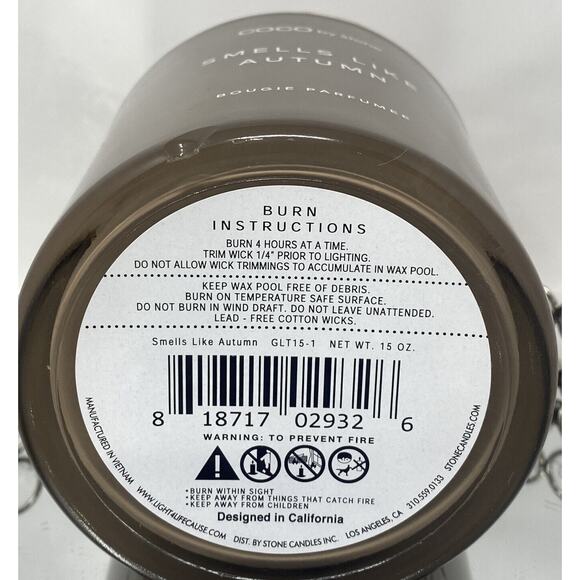 COCO by stone
SMELLS LIKE
AUTUMN
BOUGIE PARFUMEE
BURN
INSTRUCTIONS
BURN 4 HOURS AT A TIME.
TRIM WICK 1/4" PRIOR TO LIGHTING.
DO NOT ALLOW WICK TRIMMINGS TO ACCUMULATE IN WAX POOL.
KEEP WAX POOL FREE OF DEBRIS.
BURN ON TEMPERATURE SAFE SURFACE.
DO NOT BURN IN WIND DRAFT. DO NOT LEAVE UNATTENDED.
LEAD - FREE COTTON WICKS.
Smells Like Autumn GLT15-1 NET WT. 15 OZ.
8 18717 02932 6
WARNING: TO PREVENT FIRE
•BURN WITHIN SIGHT
•KEEP AWAY FROM THINGS THAT CATCH FIRE
•KEEP AWAY FROM CHILDREN
Designed in California
MANUFACTURED IN VIETNAM
WWW.LIGHT4LIFECAUSE.COM
DIST. BY STONE CANDLES INC.
LOS ANGELES, CA
310.559.0133
STONECANDLES.COM